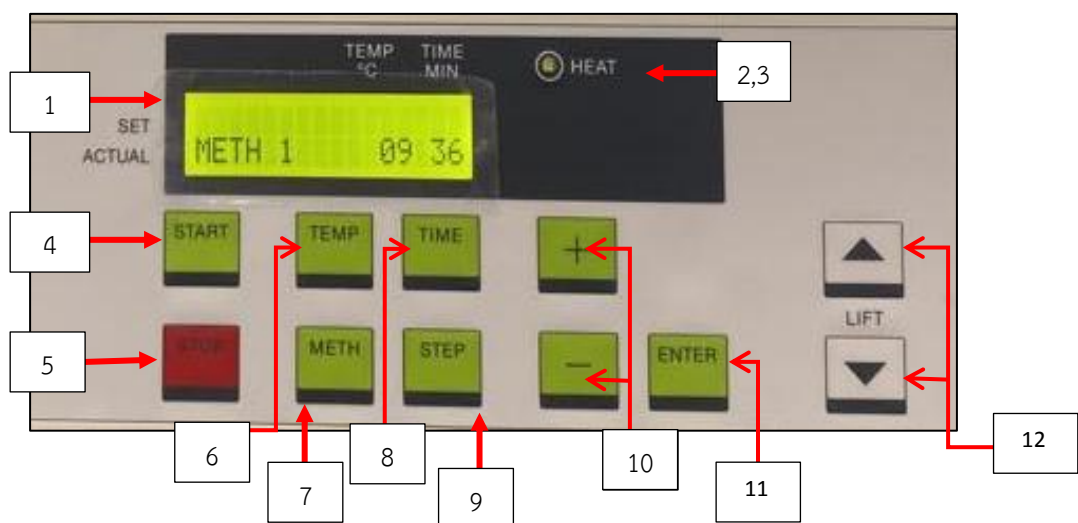 TEMP TIME
°C MIN
HEAT
2,3
1
SET
ACTUAL
METH 1 09 36
4
START
TEMP
TIME
+
LIFT
5
STOP
METH
STEP
−
ENTER
6
7
8
9
10
11
12